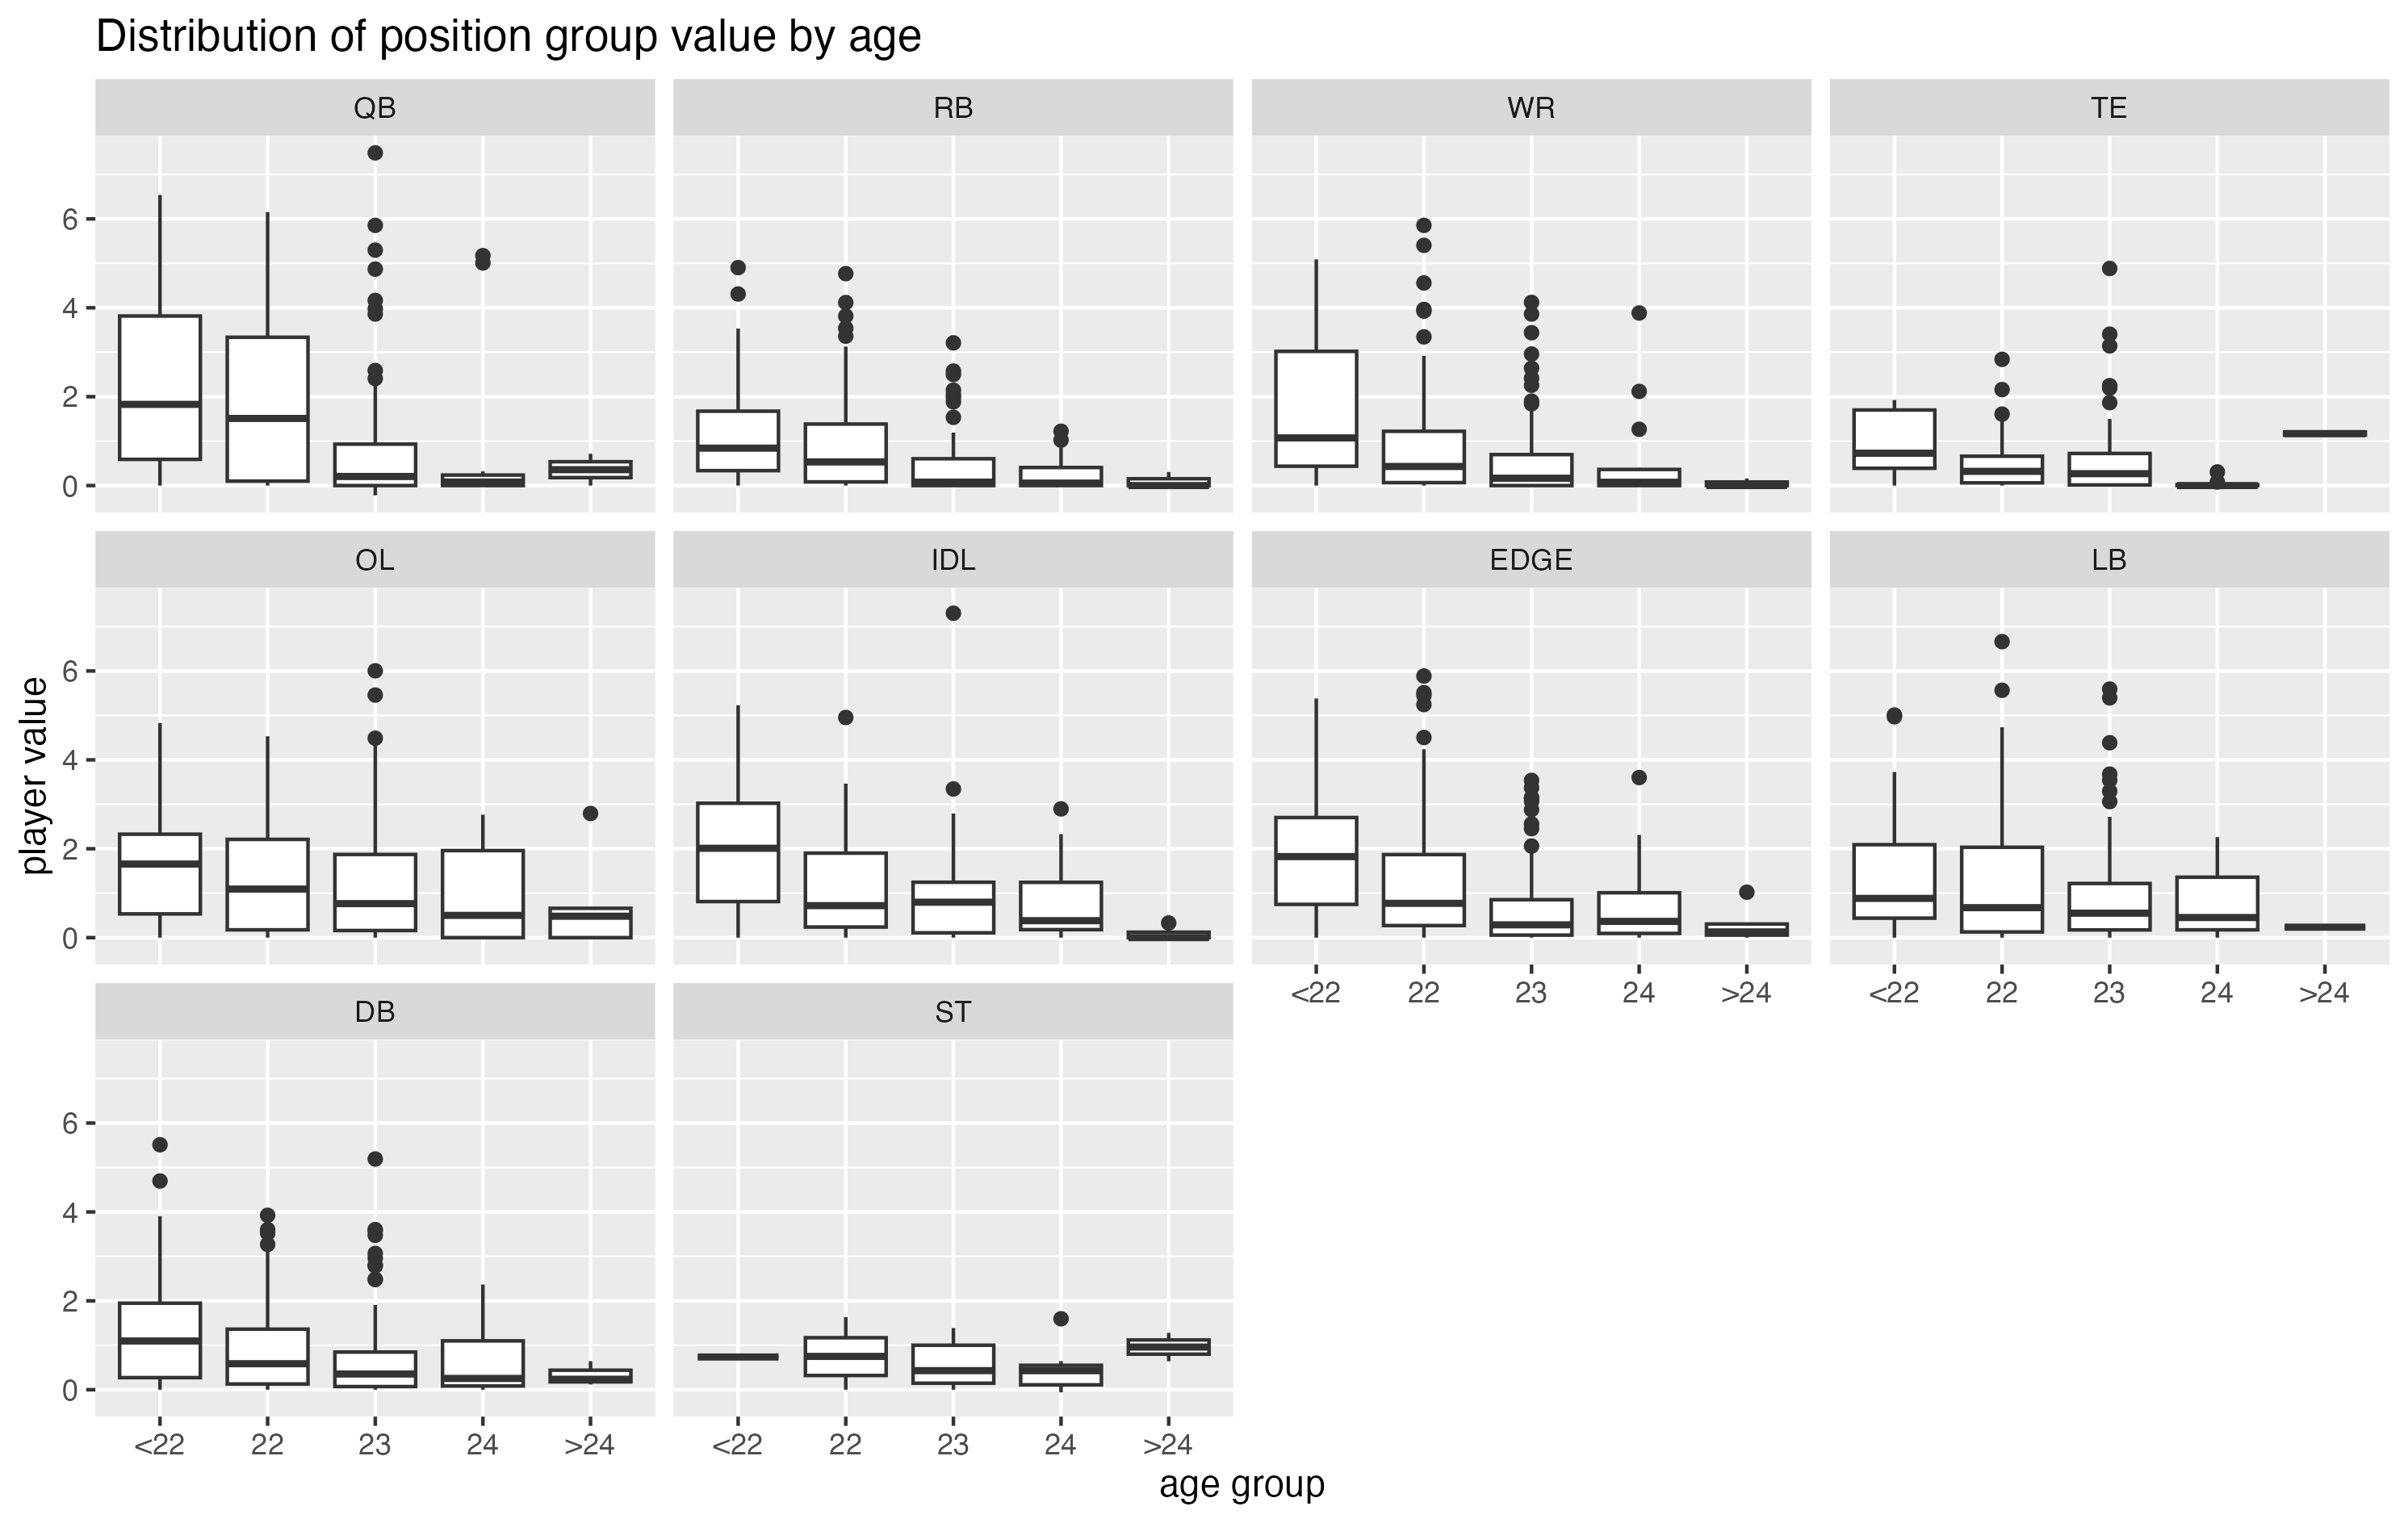 Distribution of position group value by age
QB RB WR TE
6
4
2
0
OL IDL EDGE LB
6
4
2
0
<22 22 23 24 >24 <22 22 23 24 >24
DB ST
6
4
2
0
<22 22 23 24 >24 <22 22 23 24 >24
player value
age group